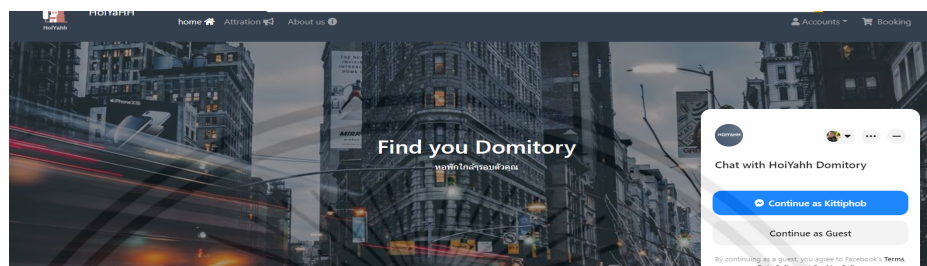 HoiYahh
HoiYahh
home
Attration
About us
Accounts
Booking
MIRR
Find you Domitory
หอพักใกล้ๆรอบตัวคุณ
HOIYAHH
Chat with HoiYahh Domitory
Continue as Kittiphob
Continue as Guest
By continuing as a guest, you agree to Facebook's Terms,